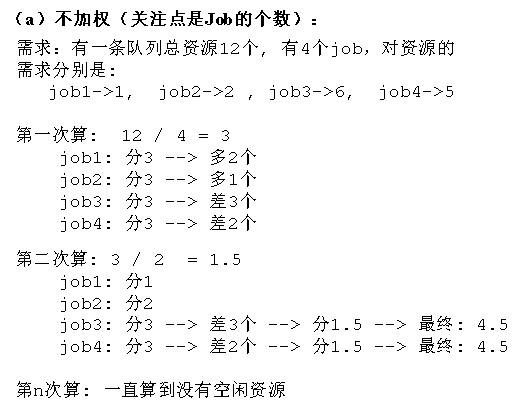 （a）不加权（关注点是Job的个数）：
需求：有一条队列总资源12个, 有4个job，对资源的
需求分别是:
job1->1,  job2->2 , job3->6,  job4->5
第一次算:  12 / 4 = 3
job1: 分3 --> 多2个
job2: 分3 --> 多1个
job3: 分3 --> 差3个
job4: 分3 --> 差2个
第二次算: 3 / 2  = 1.5
job1: 分1
job2: 分2
job3: 分3 --> 差3个 --> 分1.5 --> 最终: 4.5
job4: 分3 --> 差2个 --> 分1.5 --> 最终: 4.5
第n次算: 一直算到没有空闲资源